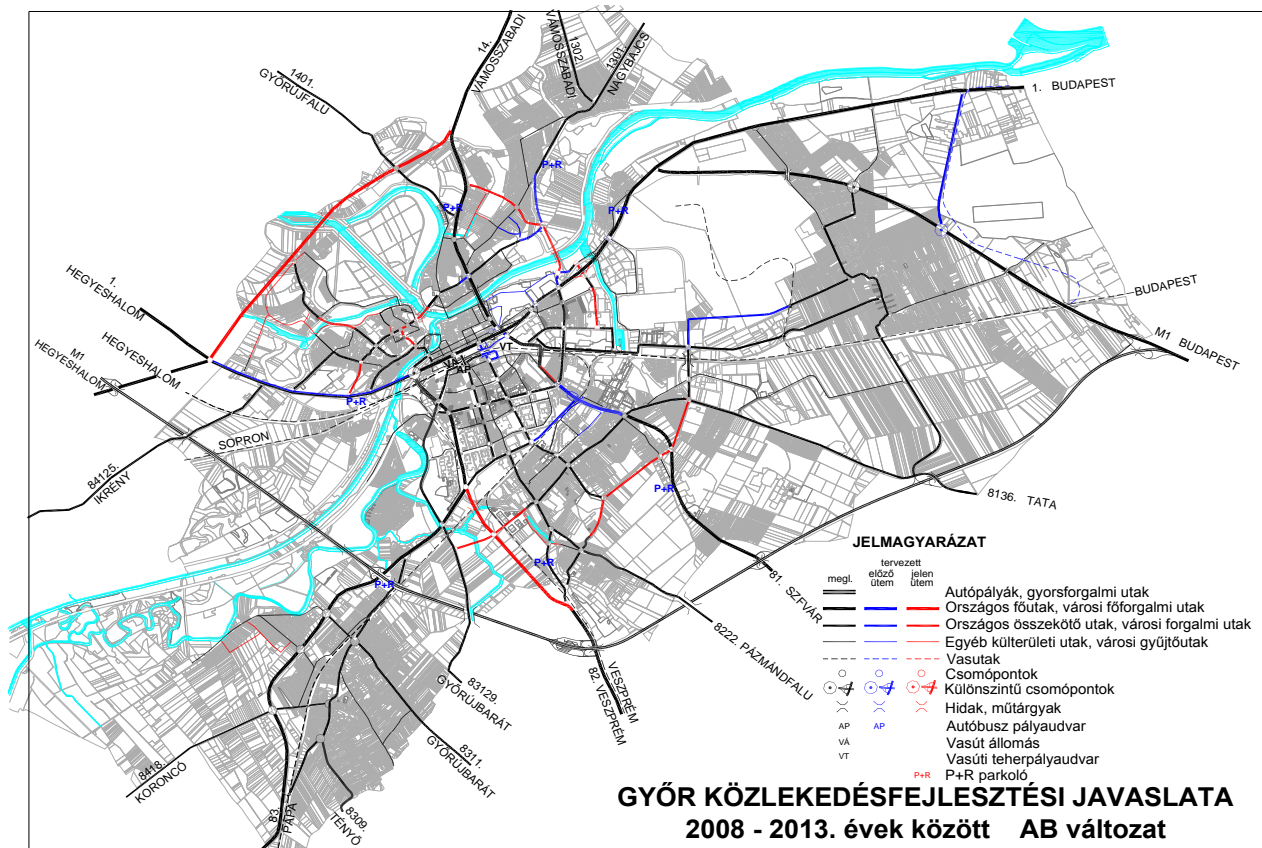 14.
VÁMOSSZABADI
1302.
VÁMOSSZABADI
1301.
NAGYBAJCS
1401.
GYŐRÚJFALU
1. BUDAPEST
P+R
P+R
P+R
1.
HEGYESHALOM
HEGYESHALOM
M1
HEGYESHALOM
BUDAPEST
M1 BUDAPEST
VT
VÁ
AP
P+R
SOPRON
84125.
IKRÉNY
P+R
8136. TATA
P+R
P+R
81. SZFVÁR
8222. PÁZMÁNDFALU
VESZPRÉM
82. VESZPRÉM
83129.
GYŐRÚJBARÁT
8311.
GYŐRÚJBARÁT
8418.
KORONCÓ
83.
PÁPA
8309.
TÉNYŐ
JELMAGYARÁZAT
tervezett
megl. előző ütem jelen ütem
Autópályák, gyorsforgalmi utak
Országos főutak, városi főforgalmi utak
Országos összekötő utak, városi forgalmi utak
Egyéb külterületi utak, városi gyűjtőutak
Vasutak
Csomópontok
Különszintű csomópontok
Hidak, műtárgyak
AP AP Autóbusz pályaudvar
VÁ Vasút állomás
VT Vasúti teherpályaudvar
P+R P+R parkoló
GYŐR KÖZLEKEDÉSFEJLESZTÉSI JAVASLATA
2008 - 2013. évek között AB változat